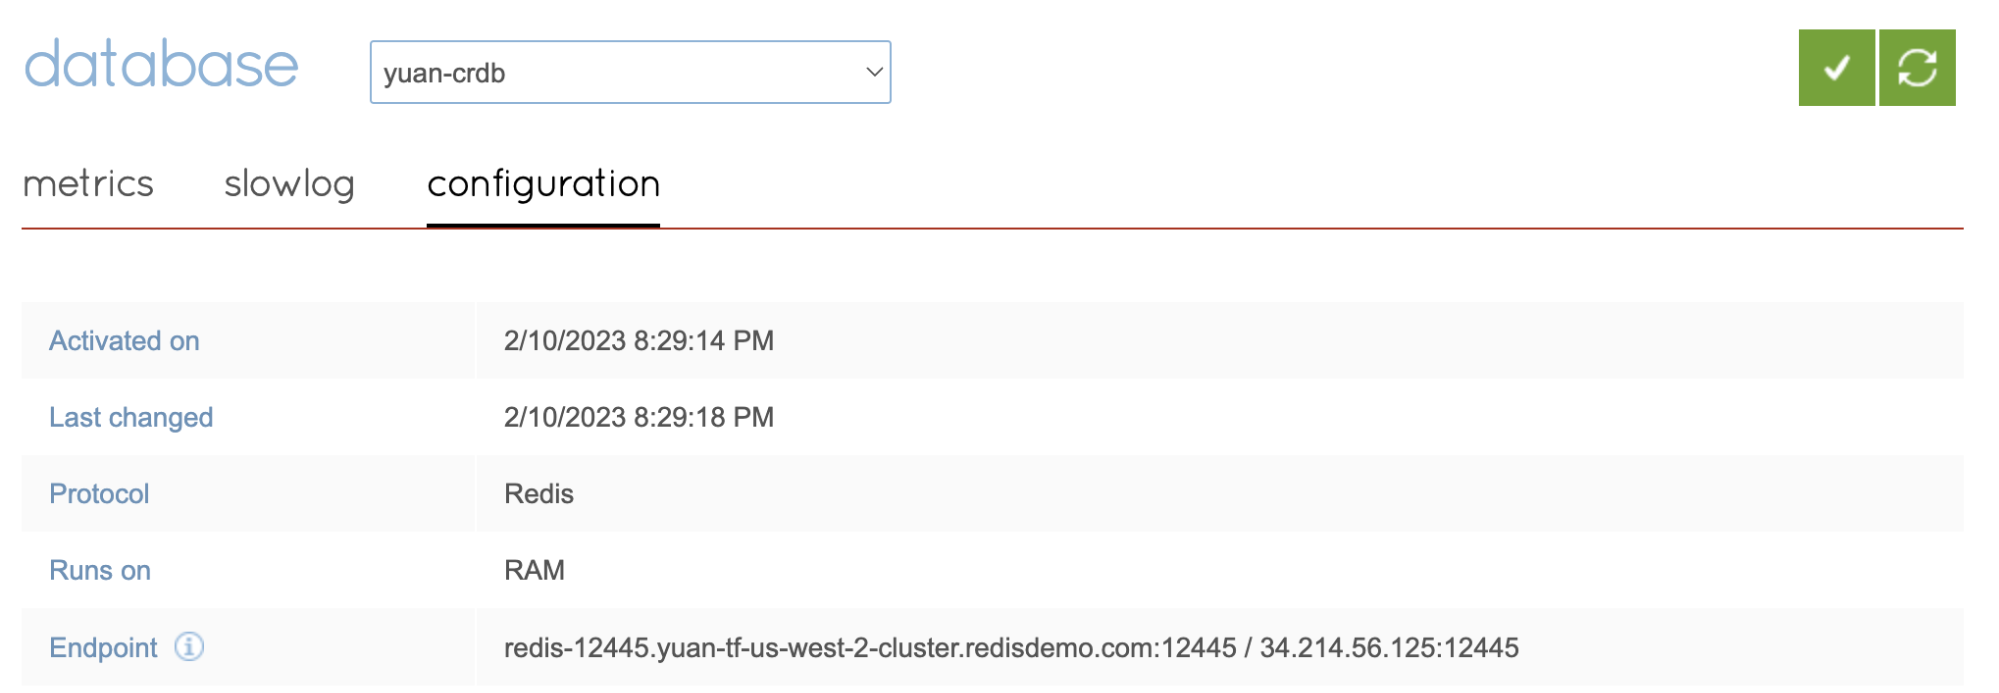 database yuan-crdb
metrics slowlog configuration
Activated on 2/10/2023 8:29:14 PM
Last changed 2/10/2023 8:29:18 PM
Protocol Redis
Runs on RAM
Endpoint redis-12445.yuan-tf-us-west-2-cluster.redisdemo.com:12445 / 34.214.56.125:12445